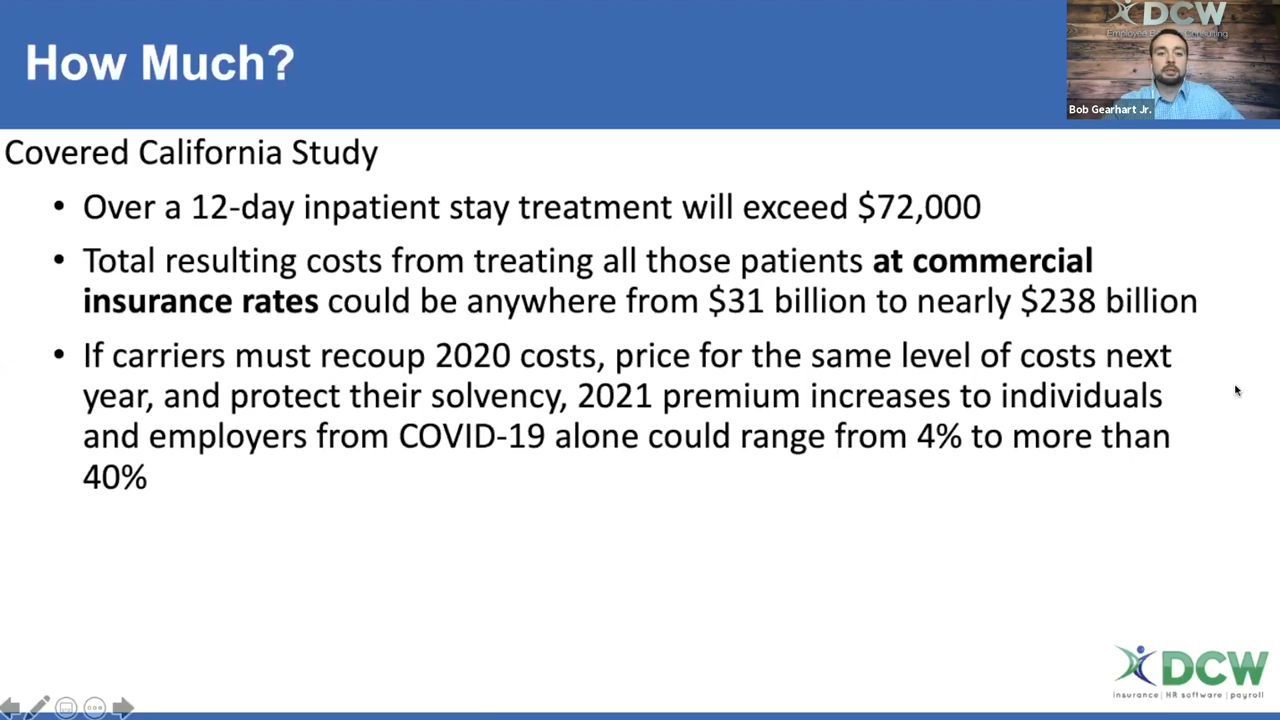 How Much?
DCW
Employee Benefits Consulting
Bob Gearhart Jr.
Covered California Study
• Over a 12-day inpatient stay treatment will exceed $72,000
• Total resulting costs from treating all those patients at commercial
insurance rates could be anywhere from $31 billion to nearly $238 billion
• If carriers must recoup 2020 costs, price for the same level of costs next
year, and protect their solvency, 2021 premium increases to individuals
and employers from COVID-19 alone could range from 4% to more than
40%
DCW
insurance | HR software | payroll